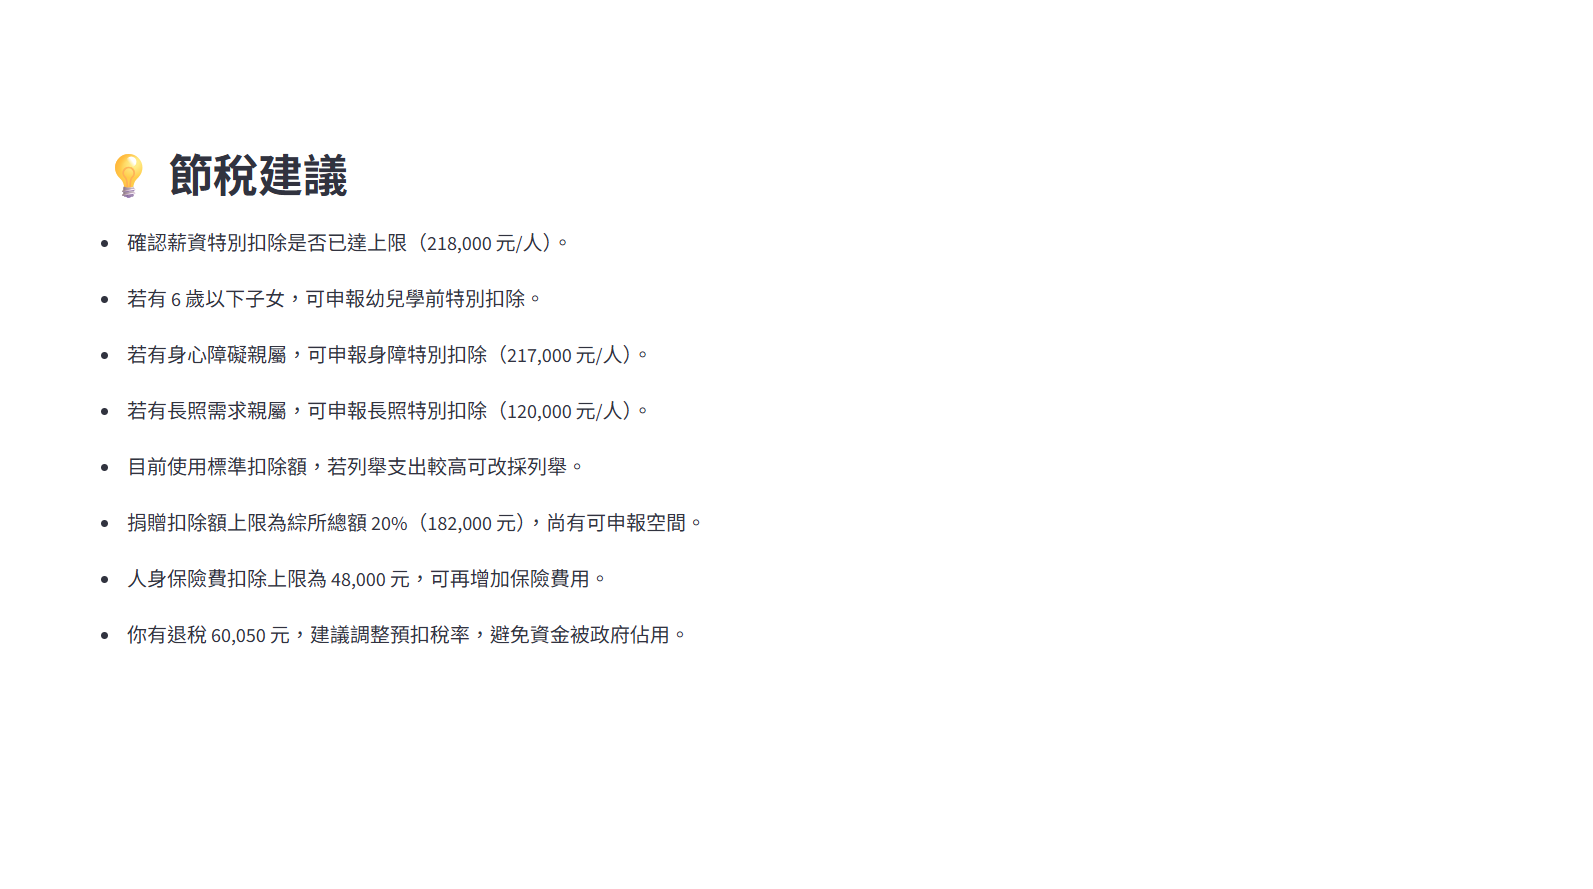 💡 節稅建議
• 確認薪資特別扣除是否已達上限（218,000 元/人）。
• 若有 6 歲以下子女，可申報幼兒學前特別扣除。
• 若有身心障礙親屬，可申報身障特別扣除（217,000 元/人）。
• 若有長照需求親屬，可申報長照特別扣除（120,000 元/人）。
• 目前使用標準扣除額，若列舉支出較高可改採列舉。
• 捐贈扣除額上限為綜所總額 20%（182,000 元），尚有可申報空間。
• 人身保險費扣除上限為 48,000 元，可再增加保險費用。
• 你有退稅 60,050 元，建議調整預扣稅率，避免資金被政府佔用。